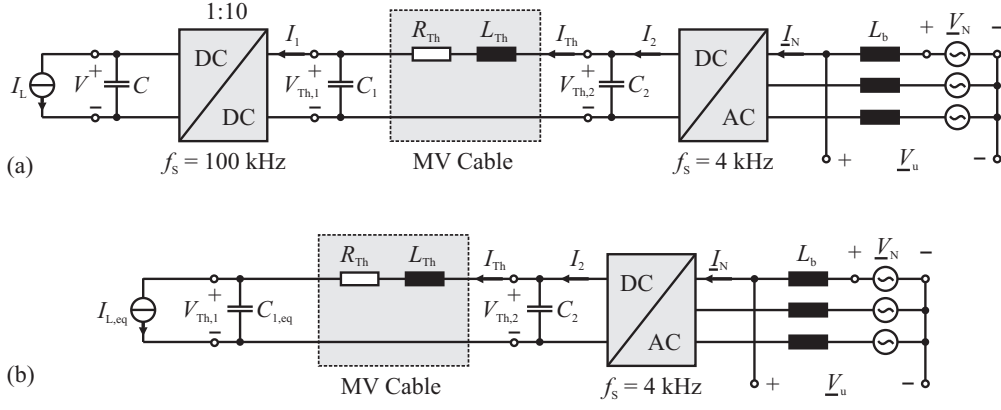 1:10
I_L V + − C DC DC I_1 V_Th,1 + − C_1 R_Th L_Th I_Th V_Th,2 + − C_2 I_2 DC AC I_N L_b + V_N −
MV Cable
f_S = 100 kHz
f_S = 4 kHz
+ V_u −
(a)
I_L,eq V_Th,1 + − C_1,eq R_Th L_Th I_Th V_Th,2 + − C_2 I_2 DC AC I_N L_b + V_N −
MV Cable
f_S = 4 kHz
+ V_u −
(b)